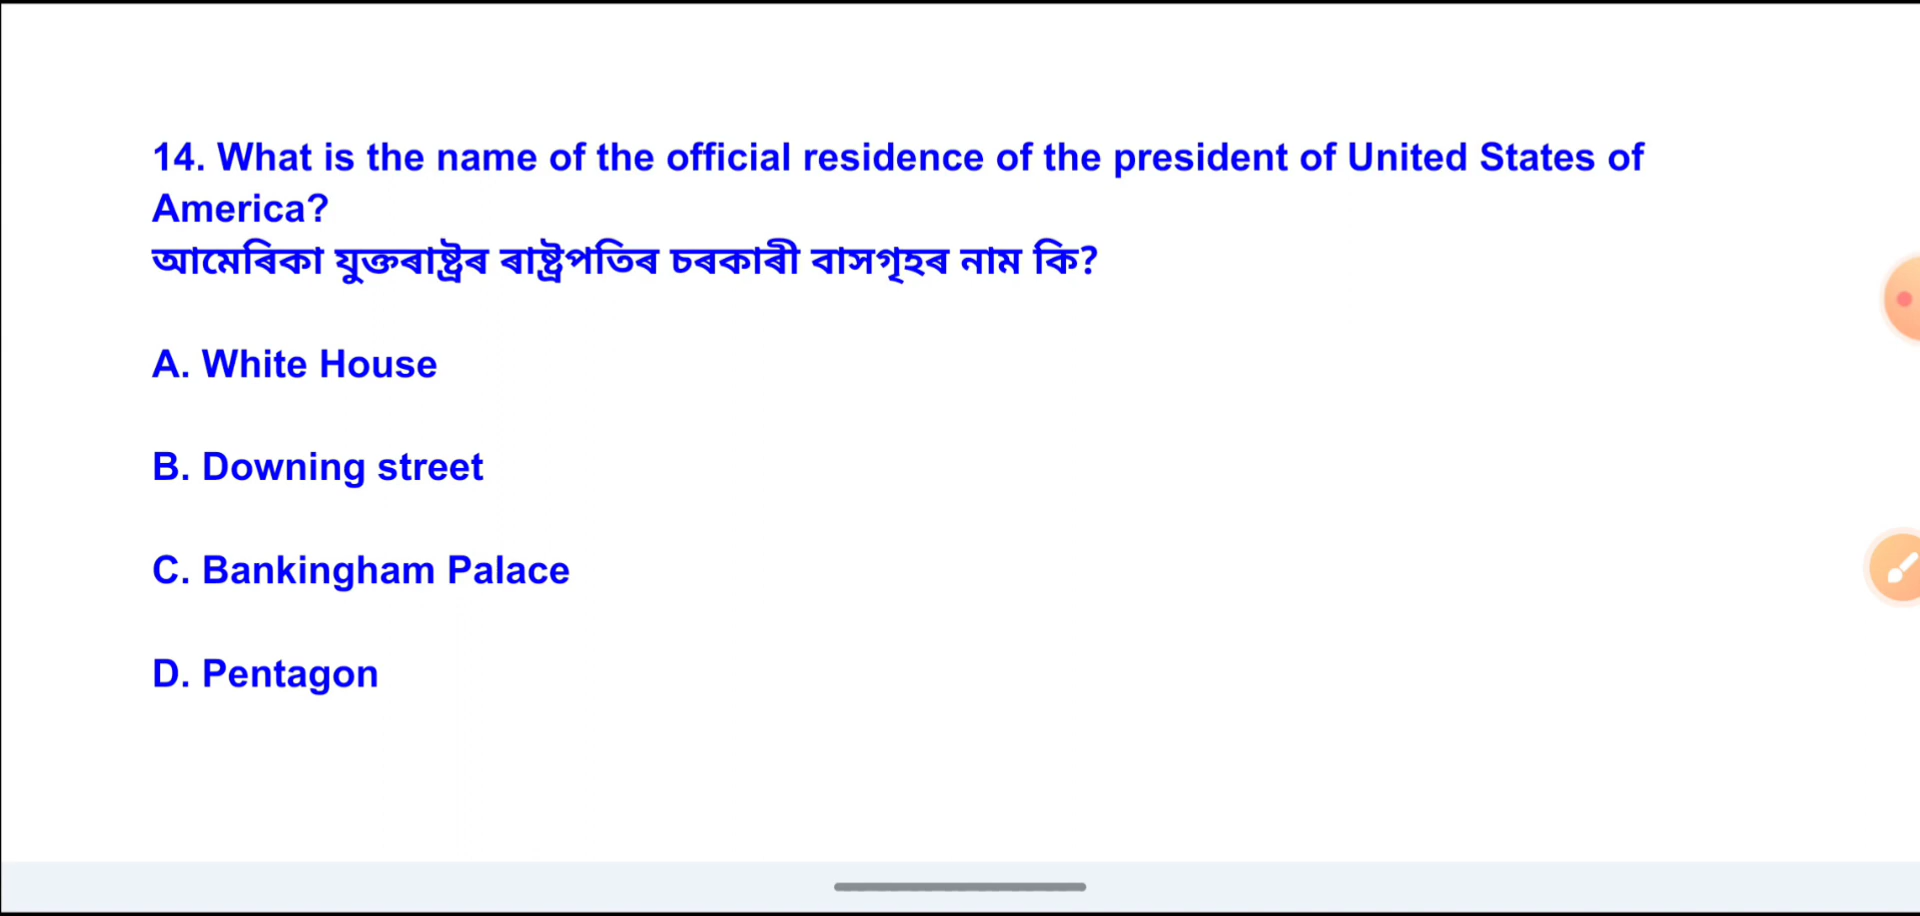 14. What is the name of the official residence of the president of United States of
America?
আমেৰিকা যুক্তৰাষ্ট্ৰৰ ৰাষ্ট্ৰপতিৰ চৰকাৰী বাসগৃহৰ নাম কি?
A. White House
B. Downing street
C. Bankingham Palace
D. Pentagon